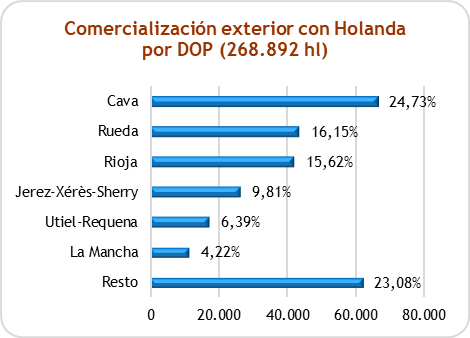 Comercialización exterior con Holanda
por DOP (268.892 hl)
Cava 24,73%
Rueda 16,15%
Rioja 15,62%
Jerez-Xérès-Sherry 9,81%
Utiel-Requena 6,39%
La Mancha 4,22%
Resto 23,08%
0 20.000 40.000 60.000 80.000